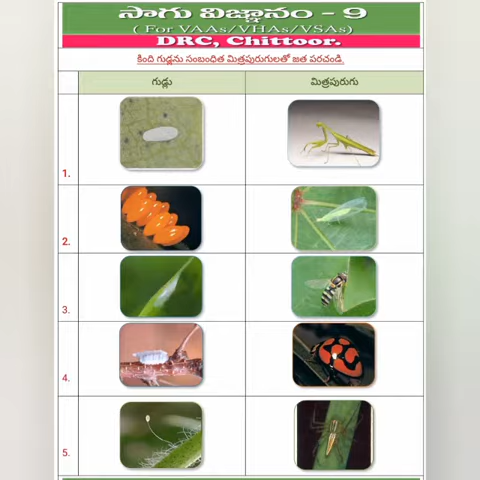 సాగు విజ్ఞానం - 9
( For VAAs/VHAs/VSAs)
DRC, Chittoor.
కింది గుడ్లను సంబంధిత మిత్రపురుగులతో జత పరచండి.
గుడ్లు మిత్రపురుగు
1.
2.
3.
4.
5.